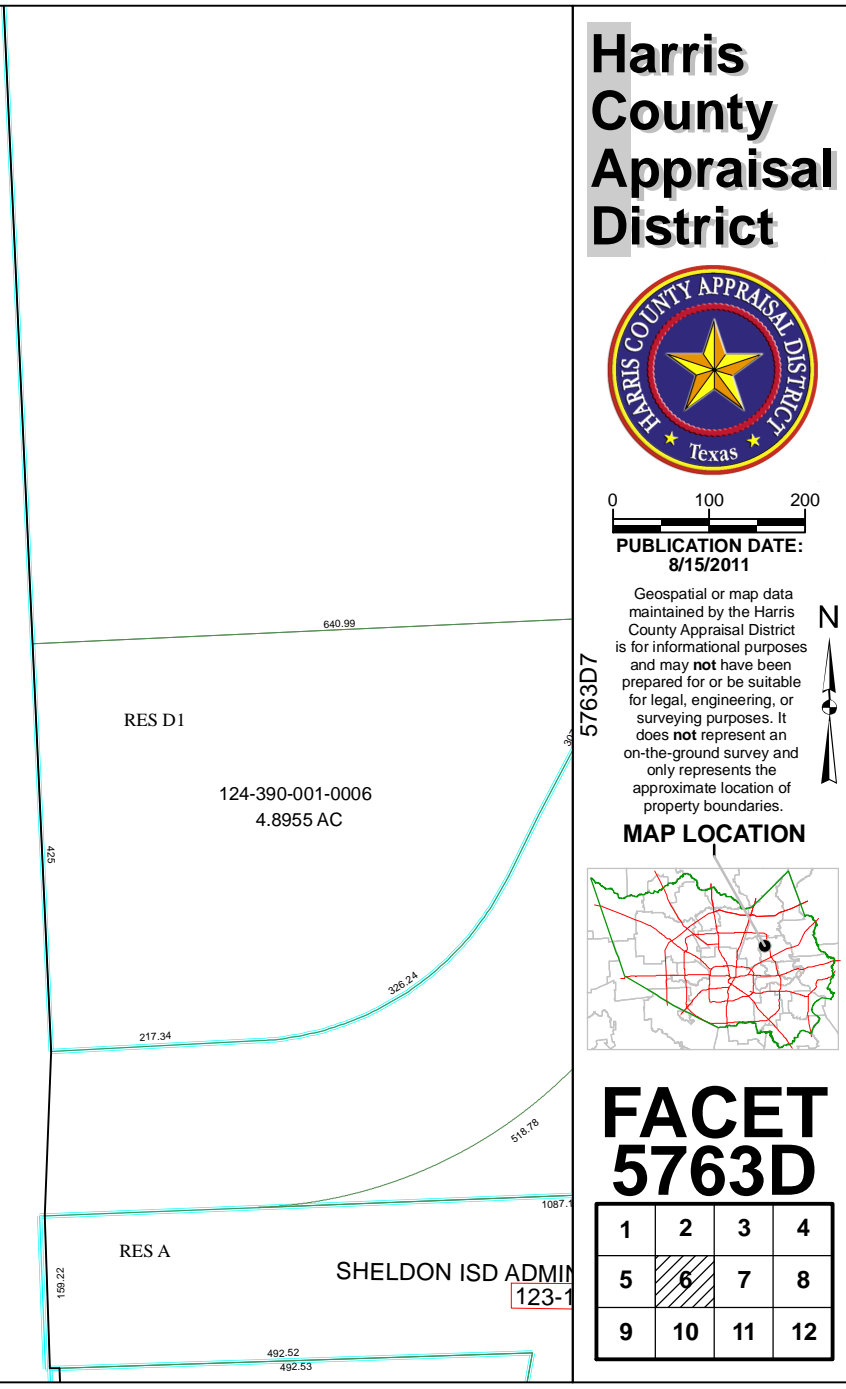 Harris
County
Appraisal
District
HARRIS COUNTY APPRAISAL DISTRICT
Texas
0 100 200
PUBLICATION DATE:
8/15/2011
Geospatial or map data
maintained by the Harris
County Appraisal District
is for informational purposes
and may not have been
prepared for or be suitable
for legal, engineering, or
surveying purposes. It
does not represent an
on-the-ground survey and
only represents the
approximate location of
property boundaries.
N
5763D7
MAP LOCATION
FACET
5763D
1 2 3 4
5 6 7 8
9 10 11 12
640.99
RES D1
124-390-001-0006
4.8955 AC
425
326.24
217.34
518.78
1087.1
RES A
159.22
SHELDON ISD ADMIN
123-1
492.52
492.53